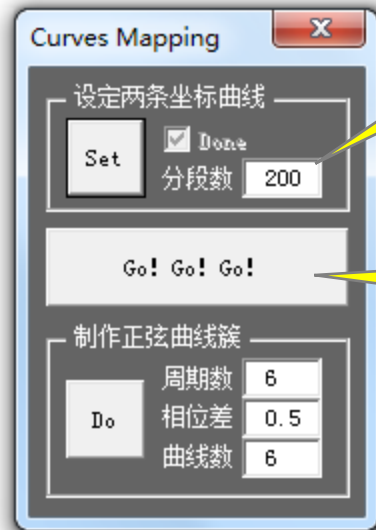 Curves Mapping
设定两条坐标曲线
Set
Done
分段数 200
Go! Go! Go!
制作正弦曲线簇
Do
周期数 6
相位差 0.5
曲线数 6